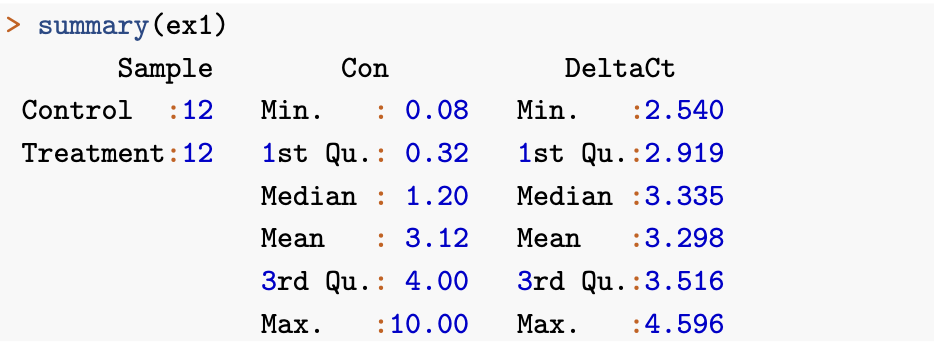 > summary(ex1)
       Sample        Con           DeltaCt
 Control  :12   Min.   : 0.08   Min.   :2.540
 Treatment:12   1st Qu.: 0.32   1st Qu.:2.919
                Median : 1.20   Median :3.335
                Mean   : 3.12   Mean   :3.298
                3rd Qu.: 4.00   3rd Qu.:3.516
                Max.   :10.00   Max.   :4.596